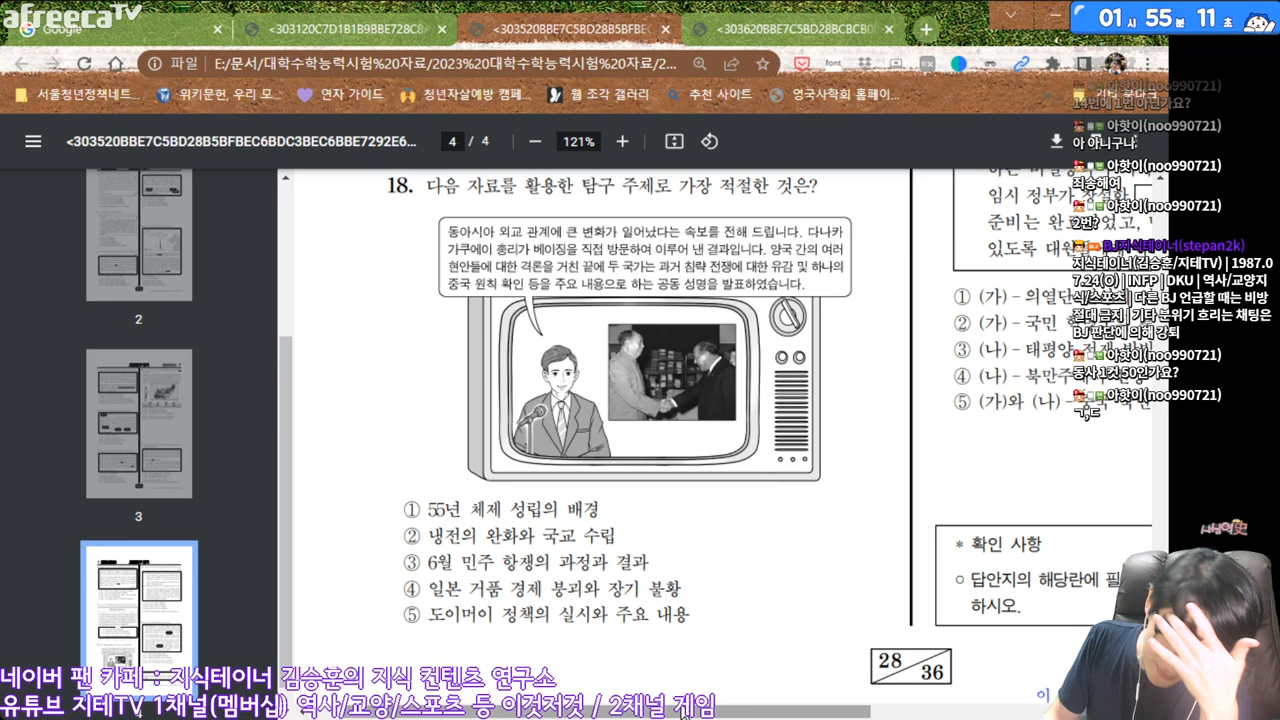 afreecaTV
Google
<303120C7D1B1B9BBE728C8
<303520BBE7C5BD28B5BFBEC
<303620BBE7C5BD28BCBCB0
01시 55분 11초
파일 E:/문서/대학수학능력시험%20자료/2023%20대학수학능력시험%20자료/2...
font
서울청년정책네트...
위키문헌, 우리 모...
연자 가이드
청년자살예방 캠페...
웹 조각 갤러리
추천 사이트
영국사학회 홈페이...
<303520BBE7C5BD28B5BFBEC6BDC3BEC6BBE7292E6...
4 / 4
121%
2
3
18. 다음 자료를 활용한 탐구 주제로 가장 적절한 것은?
동아시아 외교 관계에 큰 변화가 일어났다는 속보를 전해 드립니다. 다나카
가쿠에이 총리가 베이징을 직접 방문하여 이루어 낸 결과입니다. 양국 간의 여러
현안들에 대한 격론을 거친 끝에 두 국가는 과거 침략 전쟁에 대한 유감 및 하나의
중국 원칙 확인 등을 주요 내용으로 하는 공동 성명을 발표하였습니다.
① 55년 체제 성립의 배경
② 냉전의 완화와 국교 수립
③ 6월 민주 항쟁의 과정과 결과
④ 일본 거품 경제 붕괴와 장기 불황
⑤ 도이머이 정책의 실시와 주요 내용
임시 정부가
준비는 완
있도록 대원
① (가) - 의열단
② (가) - 국민
③ (나) - 태평양 전쟁
④ (나) - 북만주
⑤ (가)와 (나) -
* 확인 사항
○ 답안지의 해당란에 필
하시오.
28
36
이
14번에 1번 아닌가요?
아핫이(noo990721)
아 아니구나
아핫이(noo990721)
죄송해여
아핫이(noo990721)
2번?
BJ지식테이너(stepan2k)
지식테이너(김승훈/지테TV) | 1987.0
7.24(O) | INFP | DKU | 역사/교양지
식/스포츠 | 다른 BJ 언급할 때는 비방
절대 금지 | 기타 분위기 흐리는 채팅은
BJ 판단에 의해 강퇴
아핫이(noo990721)
동사 1컷 50인가요?
아핫이(noo990721)
ㄱ,ㄷ
네이버 팬 카페 : 지식테이너 김승훈의 지식 컨텐츠 연구소
유튜브 지테TV 1채널(멤버십) 역사/교양/스포츠 등 이것저것 / 2채널 게임